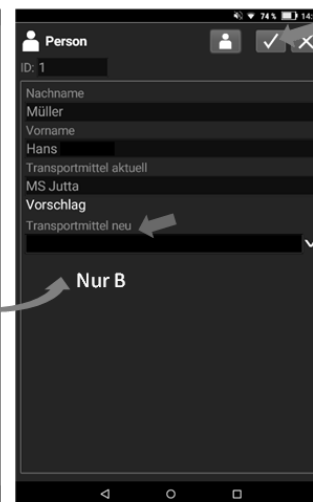 74 % 14:
Person
ID: 1
Nachname
Müller
Vorname
Hans
Transportmittel aktuell
MS Jutta
Vorschlag
Transportmittel neu
Nur B